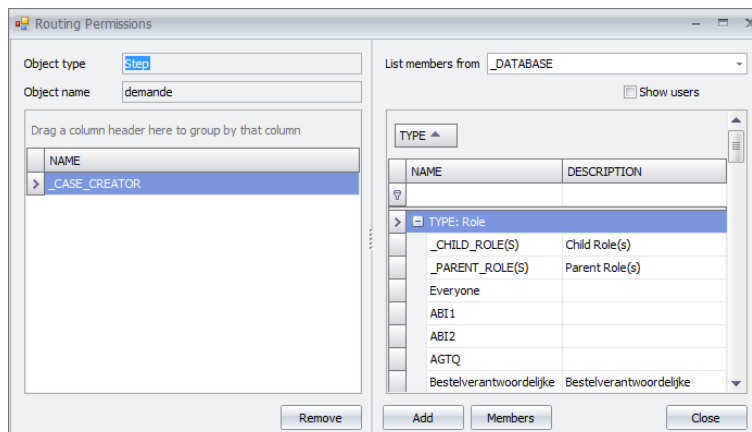 Routing Permissions
Object type Step
Object name demande
Drag a column header here to group by that column
NAME
_CASE_CREATOR
Remove
List members from _DATABASE
Show users
TYPE
NAME DESCRIPTION
TYPE: Role
_CHILD_ROLE(S) Child Role(s)
_PARENT_ROLE(S) Parent Role(s)
Everyone
ABI1
ABI2
AGTQ
Bestelverantwoordelijke Bestelverantwoordelijke
Add Members Close